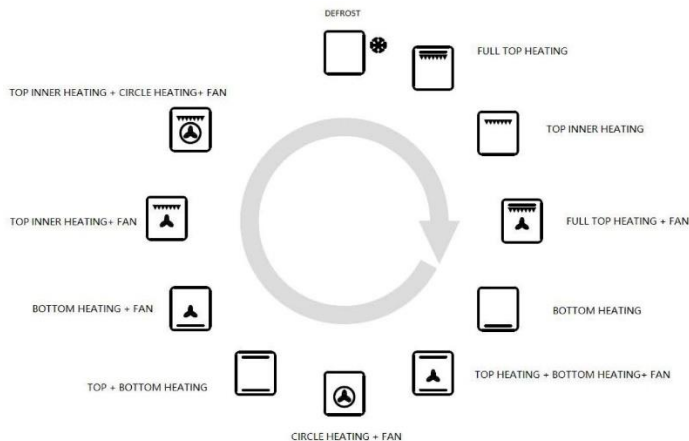 DEFROST
FULL TOP HEATING
TOP INNER HEATING + CIRCLE HEATING+ FAN
TOP INNER HEATING
TOP INNER HEATING+ FAN
FULL TOP HEATING + FAN
BOTTOM HEATING + FAN
BOTTOM HEATING
TOP + BOTTOM HEATING
TOP HEATING + BOTTOM HEATING+ FAN
CIRCLE HEATING + FAN